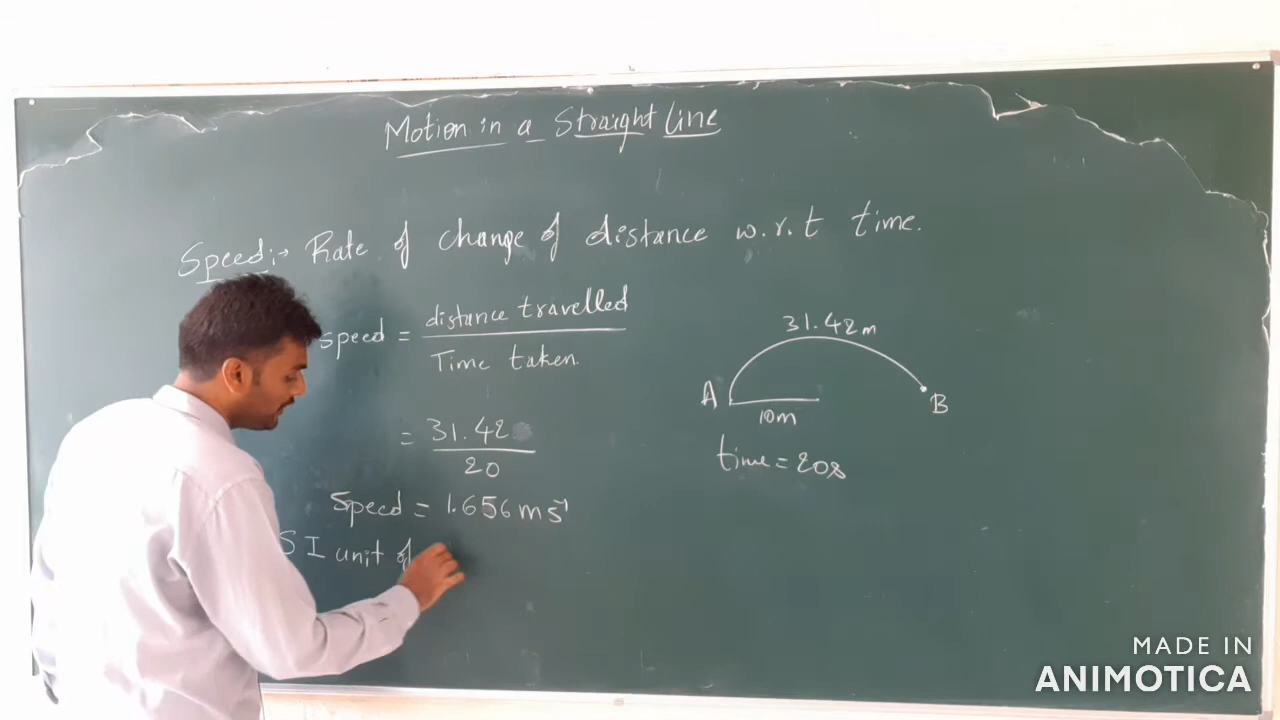 Motion in a Straight Line
Speed:→ Rate of change of distance w.r.t time.
speed = distance travelled
Time taken.
= 31.42
20
Speed = 1.656 m s⁻¹
SI unit of
31.42m
A
B
10m
time = 20s
MADE IN
ANIMOTICA